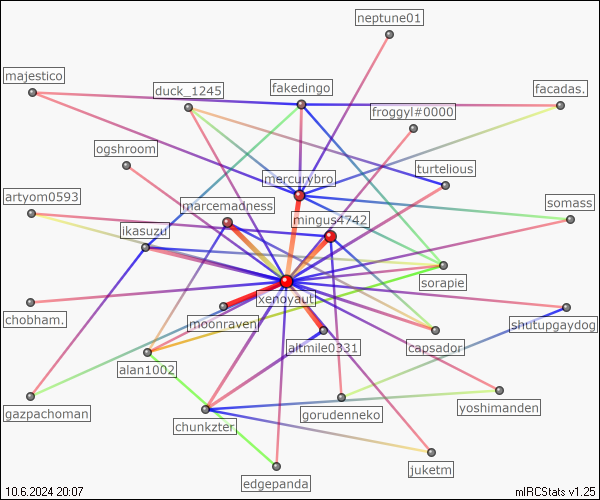 neptune01
majestico
duck_1245
fakedingo
facadas.
froggyl#0000
ogshroom
turtelious
mercurybro
artyom0593
marcemadness
mingus4742
somass
ikasuzu
sorapie
xenoyaut
chobham.
moonraven
shutupgaydog
altmile0331
capsador
alan1002
gazpachoman
chunkzter
gorudenneko
yoshimanden
juketm
edgepanda
10.6.2024 20:07
mIRCStats v1.25